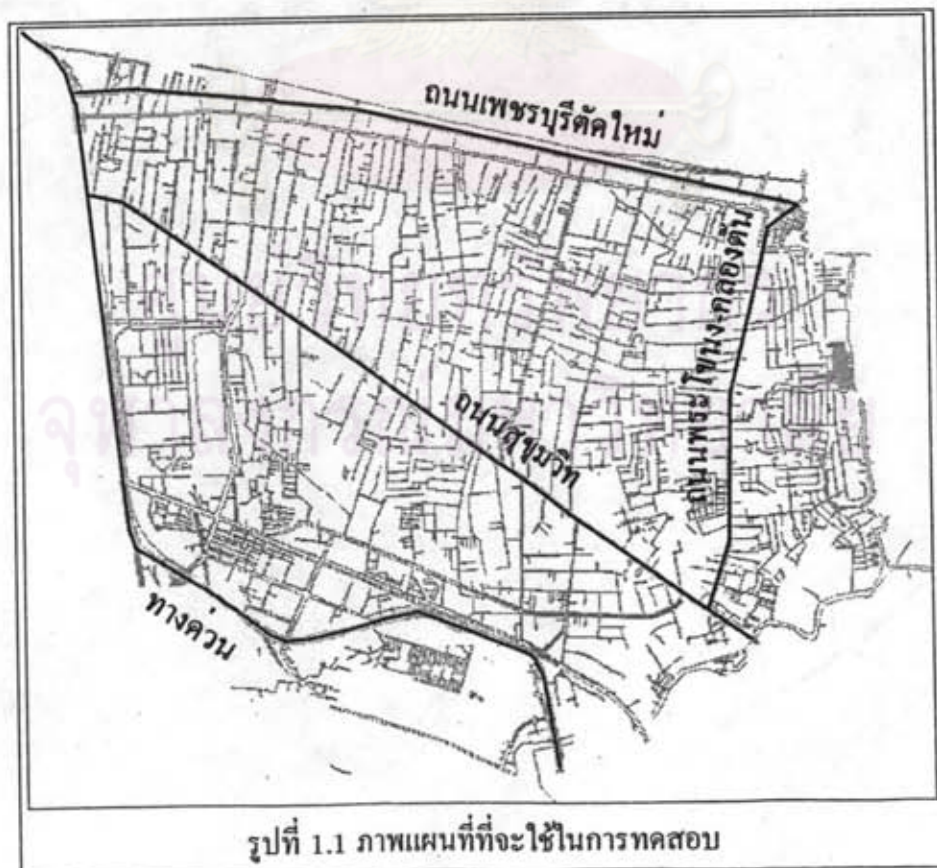 ถนนเพชรบุรีตัดใหม่
ถนนพระโขนง-คลองตัน
ถนนสุขุมวิท
ทางด่วน
รูปที่ 1.1 ภาพแผนที่ที่จะใช้ในการทดสอบ